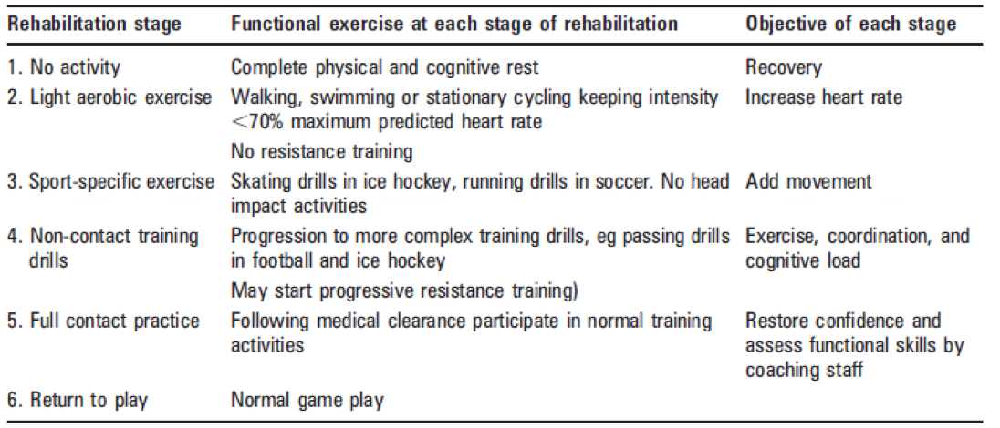 Rehabilitation stage Functional exercise at each stage of rehabilitation Objective of each stage
1. No activity Complete physical and cognitive rest Recovery
2. Light aerobic exercise Walking, swimming or stationary cycling keeping intensity Increase heart rate
<70% maximum predicted heart rate
No resistance training
3. Sport-specific exercise Skating drills in ice hockey, running drills in soccer. No head Add movement
impact activities
4. Non-contact training Progression to more complex training drills, eg passing drills Exercise, coordination, and
drills in football and ice hockey cognitive load
May start progressive resistance training)
5. Full contact practice Following medical clearance participate in normal training Restore confidence and
activities assess functional skills by
coaching staff
6. Return to play Normal game play